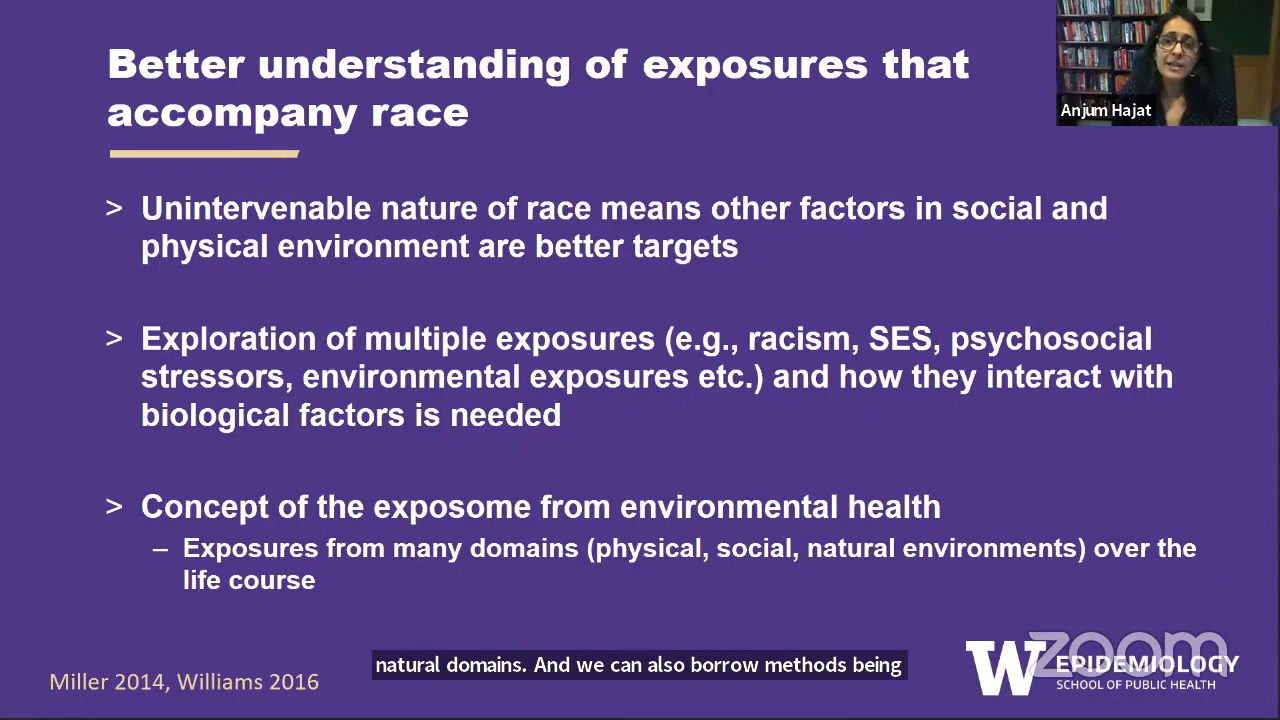 Better understanding of exposures that
accompany race
Anjum Hajat
> Unintervenable nature of race means other factors in social and
physical environment are better targets
> Exploration of multiple exposures (e.g., racism, SES, psychosocial
stressors, environmental exposures etc.) and how they interact with
biological factors is needed
> Concept of the exposome from environmental health
– Exposures from many domains (physical, social, natural environments) over the
life course
natural domains. And we can also borrow methods being
Miller 2014, Williams 2016
W EPIDEMIOLOGY
SCHOOL OF PUBLIC HEALTH
zoom